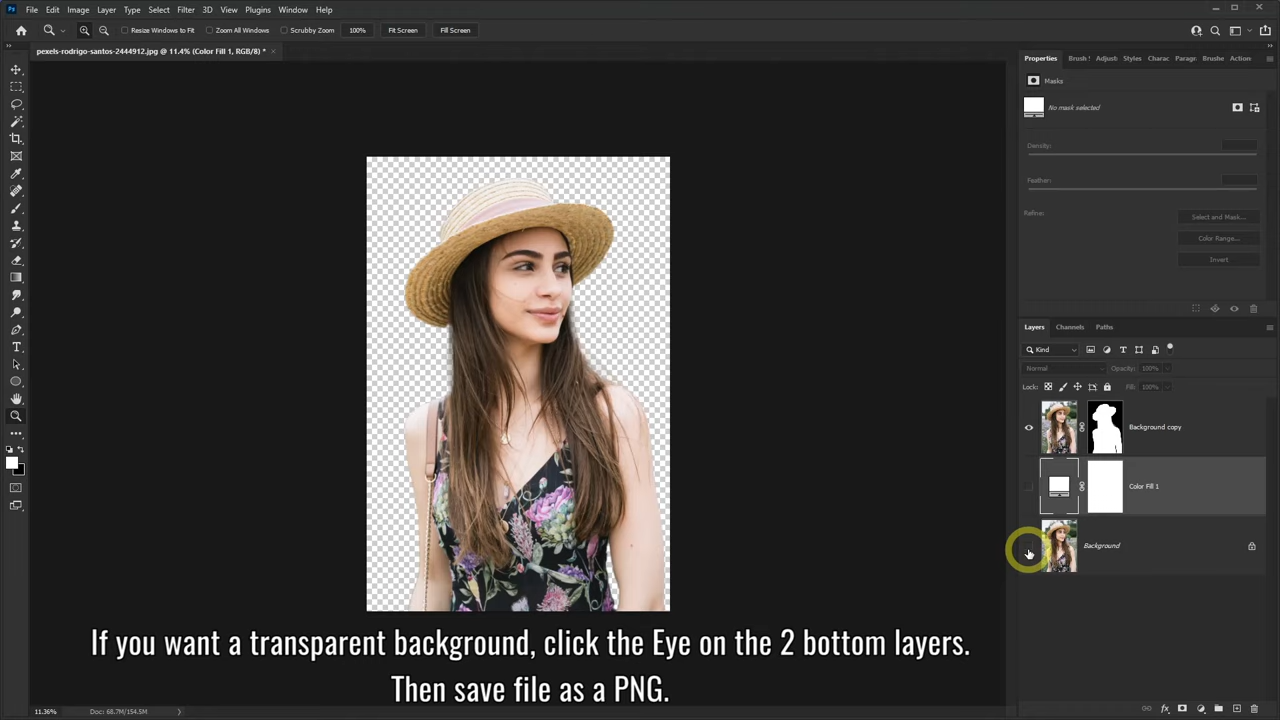 Ps File Edit Image Layer Type Select Filter 3D View Plugins Window Help
Resize Windows to Fit Zoom All Windows Scrubby Zoom 100% Fit Screen Fill Screen
pexels-rodrigo-santos-2444912.jpg @ 11.4% (Color Fill 1, RGB/8) * ×
Properties Brush Adjust Styles Charac Paragr Brushe Action
Masks
No mask selected
Density:
Feather:
Refine:
Select and Mask...
Color Range...
Invert
Layers Channels Paths
Kind
Normal Opacity: 100%
Lock: Fill: 100%
Background copy
Color Fill 1
Background
If you want a transparent background, click the Eye on the 2 bottom layers.
Then save file as a PNG.
11.36% Doc: 68.7M/154.5M